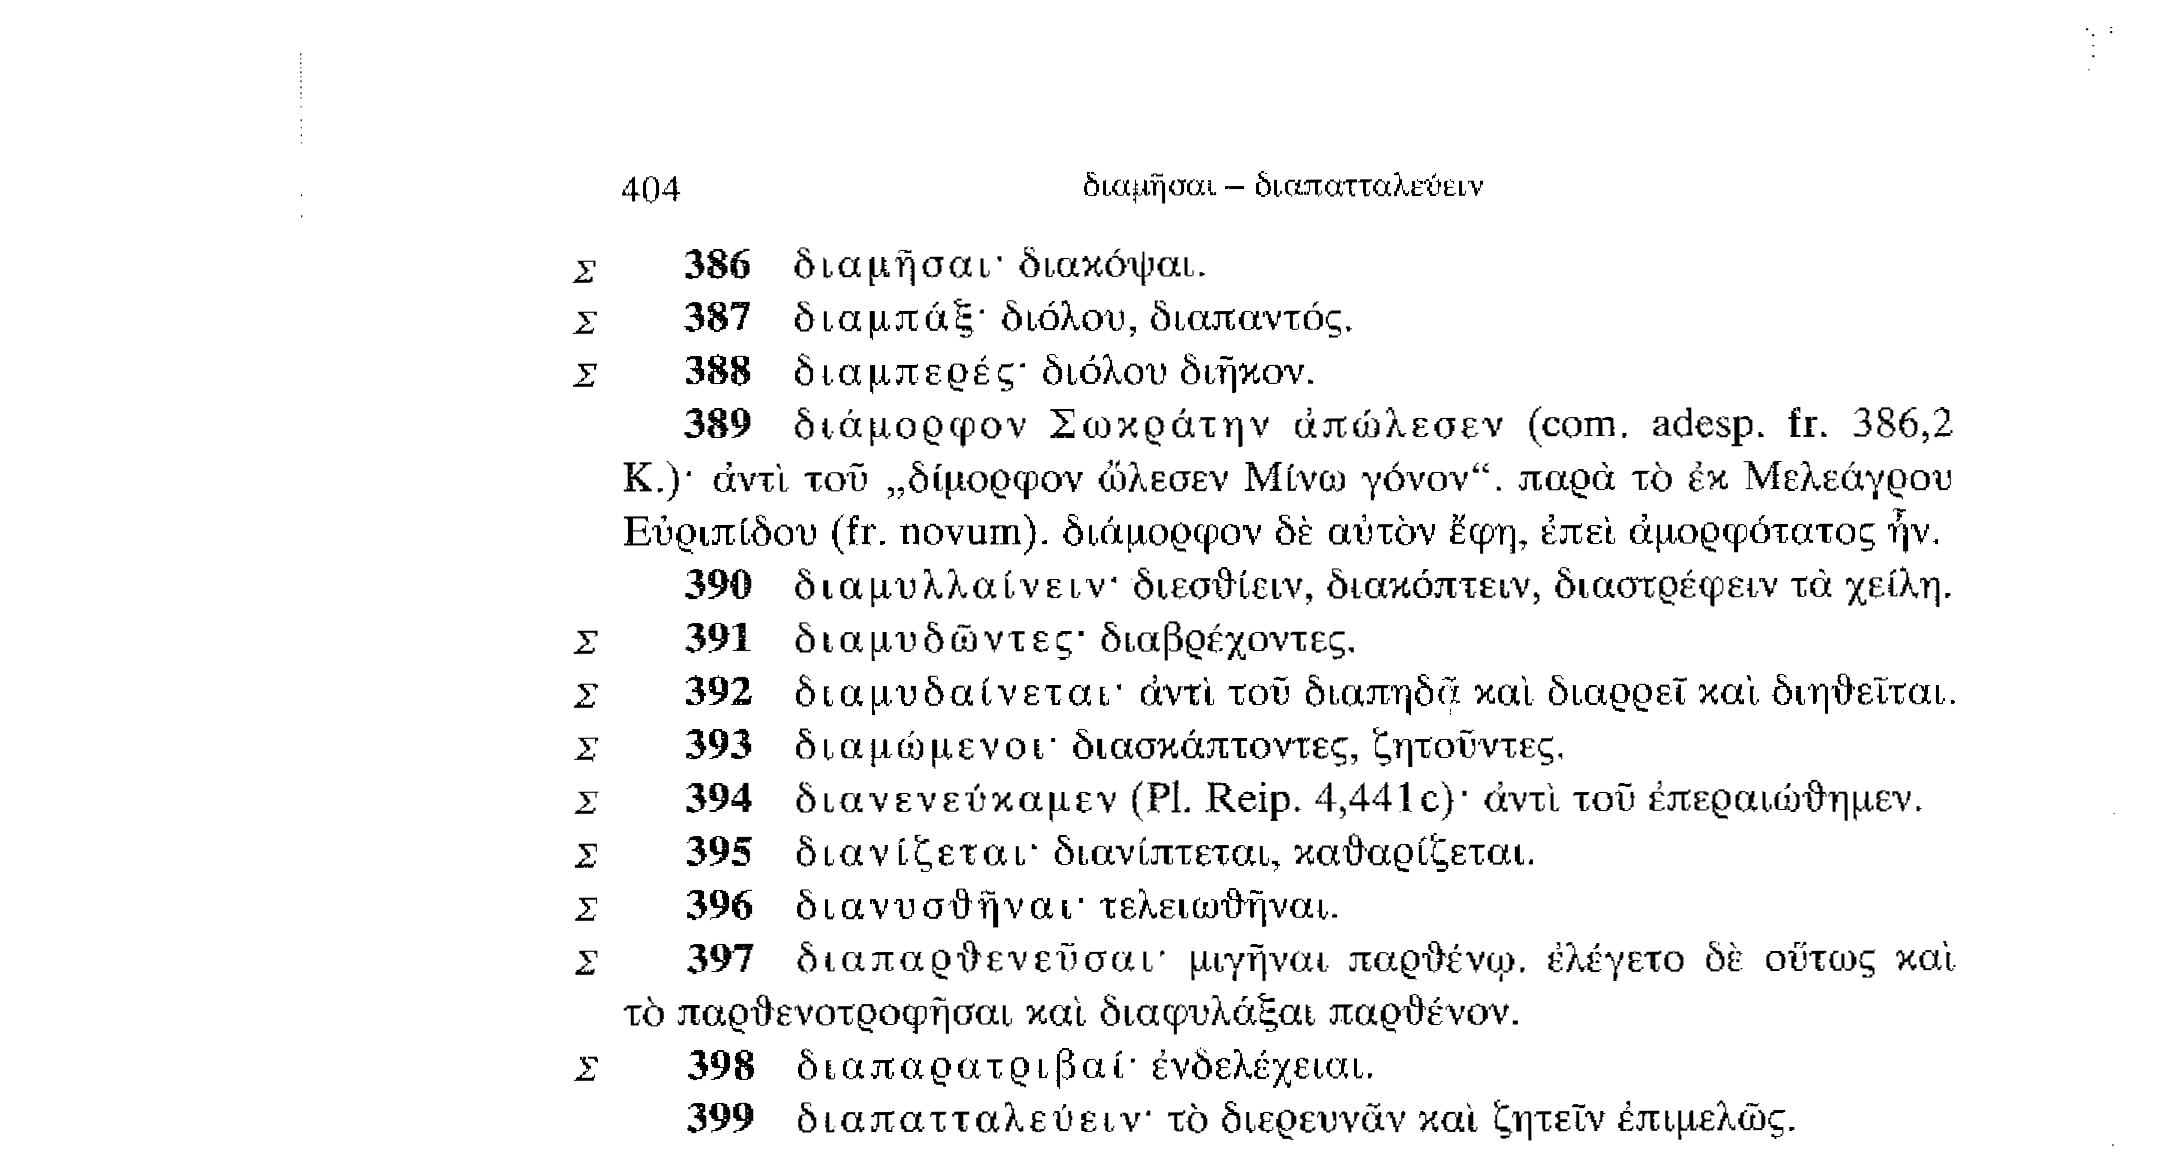 404 διαμῆσαι – διαπατταλεύειν
Σ 386 διαμῆσαι· διακόψαι.
Σ 387 διαμπάξ· διόλου, διαπαντός.
Σ 388 διαμπερές· διόλου διῆκον.
389 διάμορφον Σωκράτην ἀπώλεσεν (com. adesp. fr. 386,2
K.)· ἀντὶ τοῦ „δίμορφον ὤλεσεν Μίνω γόνον“. παρὰ τὸ ἐκ Μελεάγρου
Εὐριπίδου (fr. novum). διάμορφον δὲ αὐτὸν ἔφη, ἐπεὶ ἀμορφότατος ἦν.
390 διαμυλλαίνειν· διεσθίειν, διακόπτειν, διαστρέφειν τὰ χείλη.
Σ 391 διαμυδῶντες· διαβρέχοντες.
Σ 392 διαμυδαίνεται· ἀντὶ τοῦ διαπηδᾷ καὶ διαρρεῖ καὶ διηθεῖται.
Σ 393 διαμώμενοι· διασκάπτοντες, ζητοῦντες.
Σ 394 διανενεύκαμεν (Pl. Reip. 4,441c)· ἀντὶ τοῦ ἐπεραιώθημεν.
Σ 395 διανίζεται· διανίπτεται, καθαρίζεται.
Σ 396 διανυσθῆναι· τελειωθῆναι.
Σ 397 διαπαρθενεῦσαι· μιγῆναι παρθένῳ. ἐλέγετο δὲ οὕτως καὶ
τὸ παρθενοτροφῆσαι καὶ διαφυλάξαι παρθένον.
Σ 398 διαπαρατριβαί· ἐνδελέχειαι.
399 διαπατταλεύειν· τὸ διερευνᾶν καὶ ζητεῖν ἐπιμελῶς.